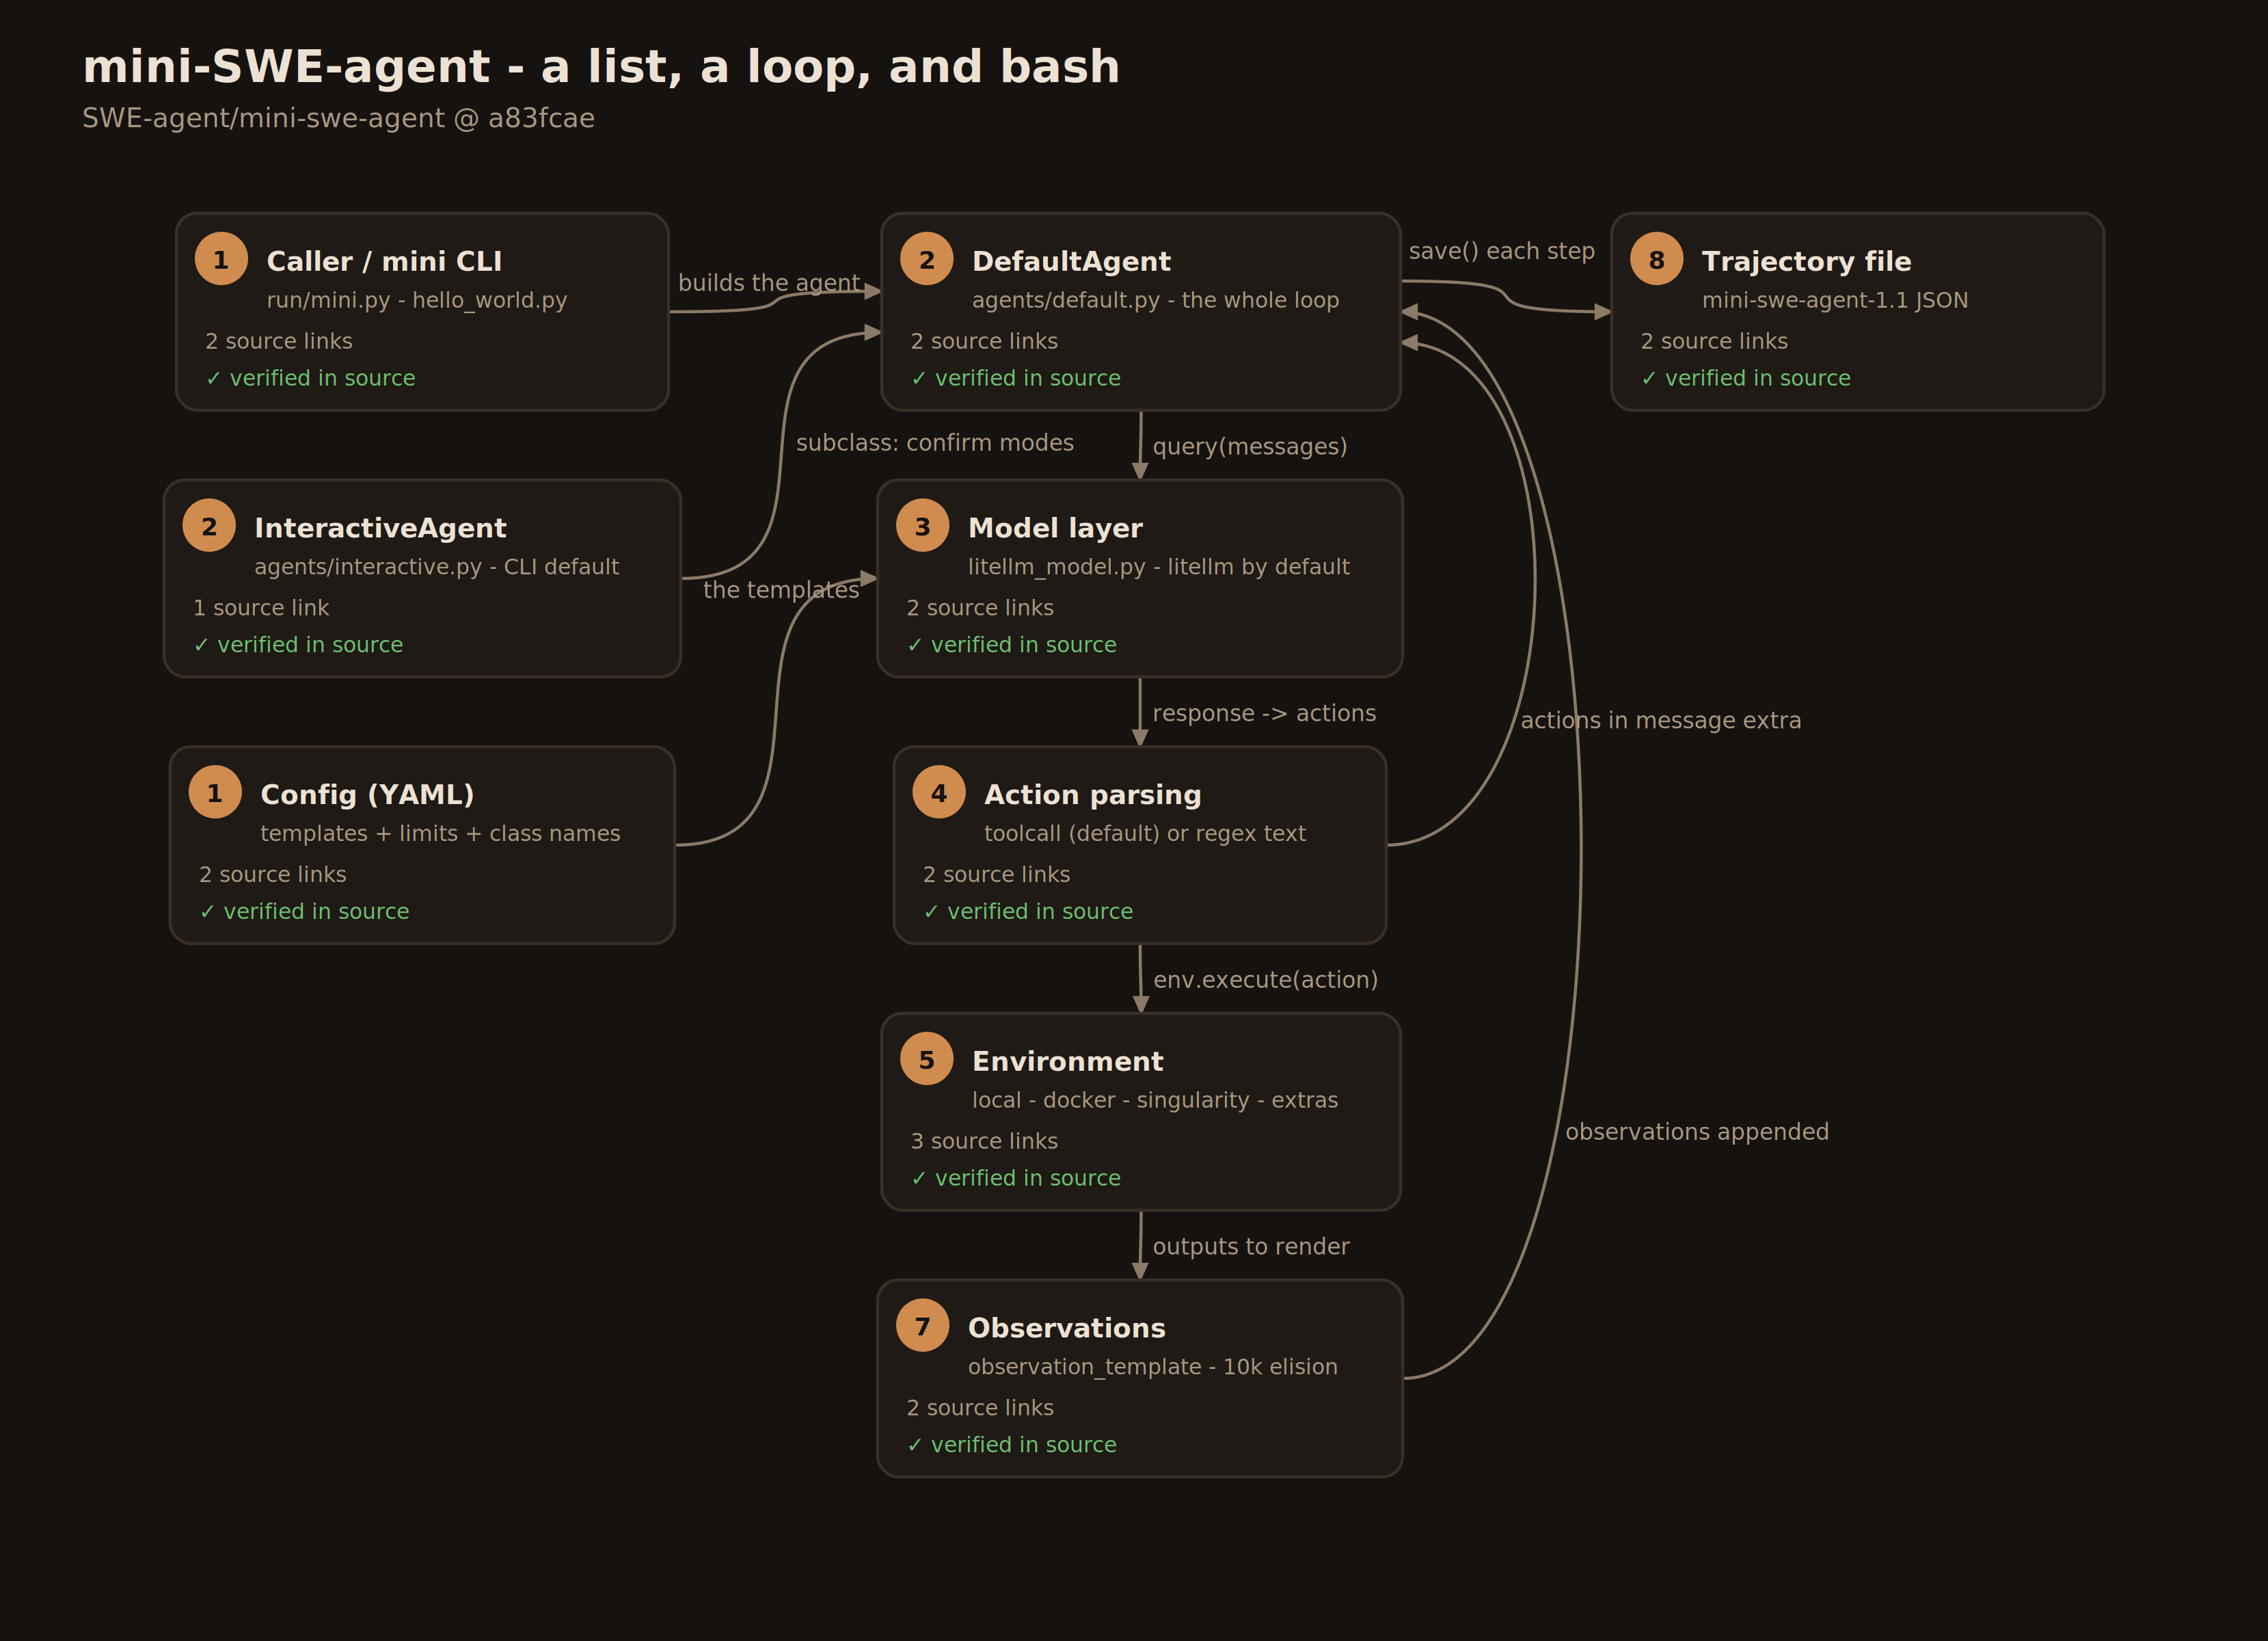 mini-SWE-agent - a list, a loop, and bash
SWE-agent/mini-swe-agent @ a83fcae
1
Caller / mini CLI
run/mini.py - hello_world.py
2 source links
✓ verified in source
builds the agent
2
DefaultAgent
agents/default.py - the whole loop
2 source links
✓ verified in source
save() each step
8
Trajectory file
mini-swe-agent-1.1 JSON
2 source links
✓ verified in source
subclass: confirm modes
query(messages)
2
InteractiveAgent
agents/interactive.py - CLI default
1 source link
✓ verified in source
the templates
3
Model layer
litellm_model.py - litellm by default
2 source links
✓ verified in source
response -> actions
actions in message extra
1
Config (YAML)
templates + limits + class names
2 source links
✓ verified in source
4
Action parsing
toolcall (default) or regex text
2 source links
✓ verified in source
env.execute(action)
5
Environment
local - docker - singularity - extras
3 source links
✓ verified in source
observations appended
outputs to render
7
Observations
observation_template - 10k elision
2 source links
✓ verified in source